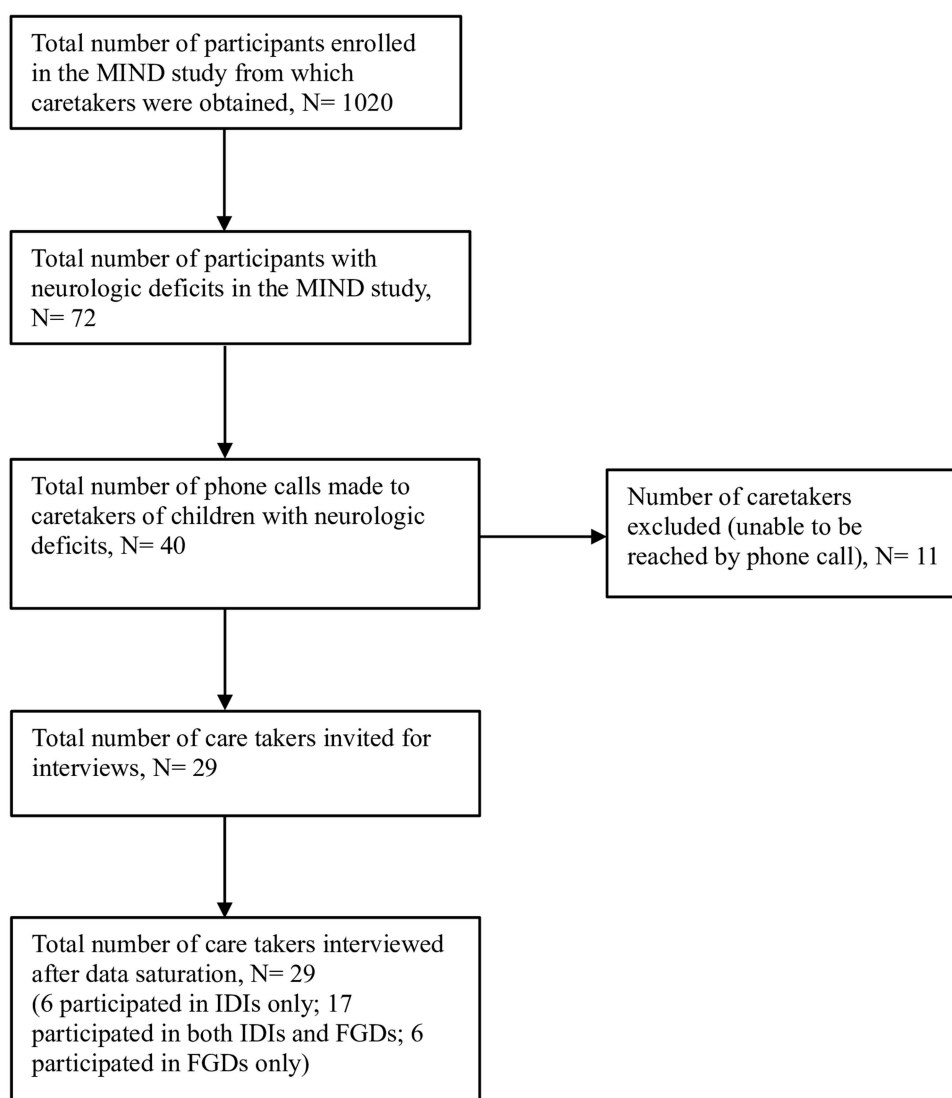 Total number of participants enrolled
in the MIND study from which
caretakers were obtained, N= 1020
Total number of participants with
neurologic deficits in the MIND study,
N= 72
Total number of phone calls made to
caretakers of children with neurologic
deficits, N= 40
Number of caretakers
excluded (unable to be
reached by phone call), N= 11
Total number of care takers invited for
interviews, N= 29
Total number of care takers interviewed
after data saturation, N= 29
(6 participated in IDIs only; 17
participated in both IDIs and FGDs; 6
participated in FGDs only)